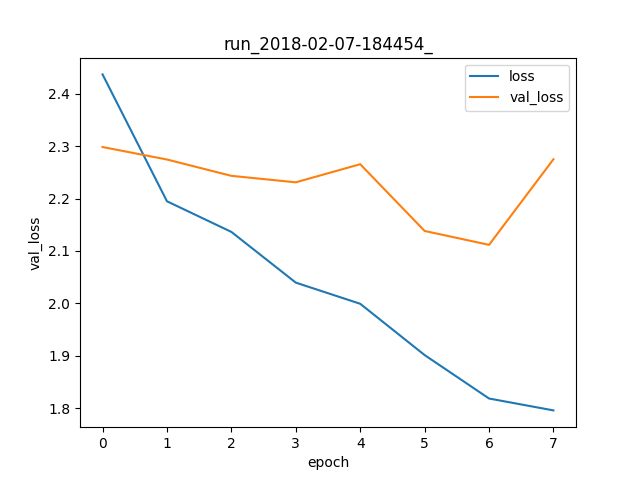 run_2018-02-07-184454_
loss
val_loss
2.4
2.3
2.2
2.1
2.0
1.9
1.8
val_loss
0 1 2 3 4 5 6 7
epoch